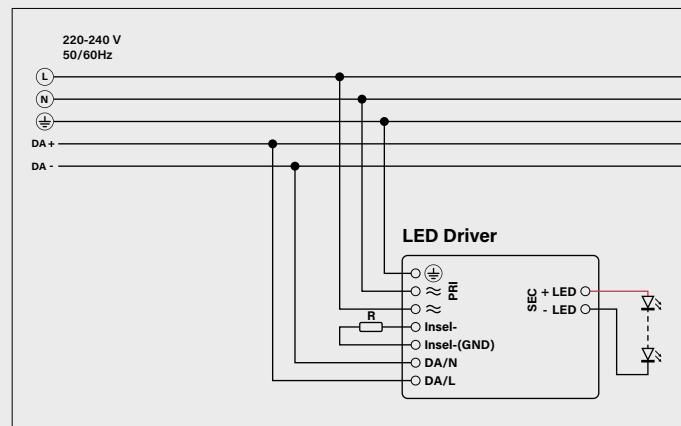 220-240 V
50/60Hz
L
N
DA +
DA -
LED Driver
PRI
R
Insel-
Insel-(GND)
DA/N
DA/L
SEC
+ LED
- LED